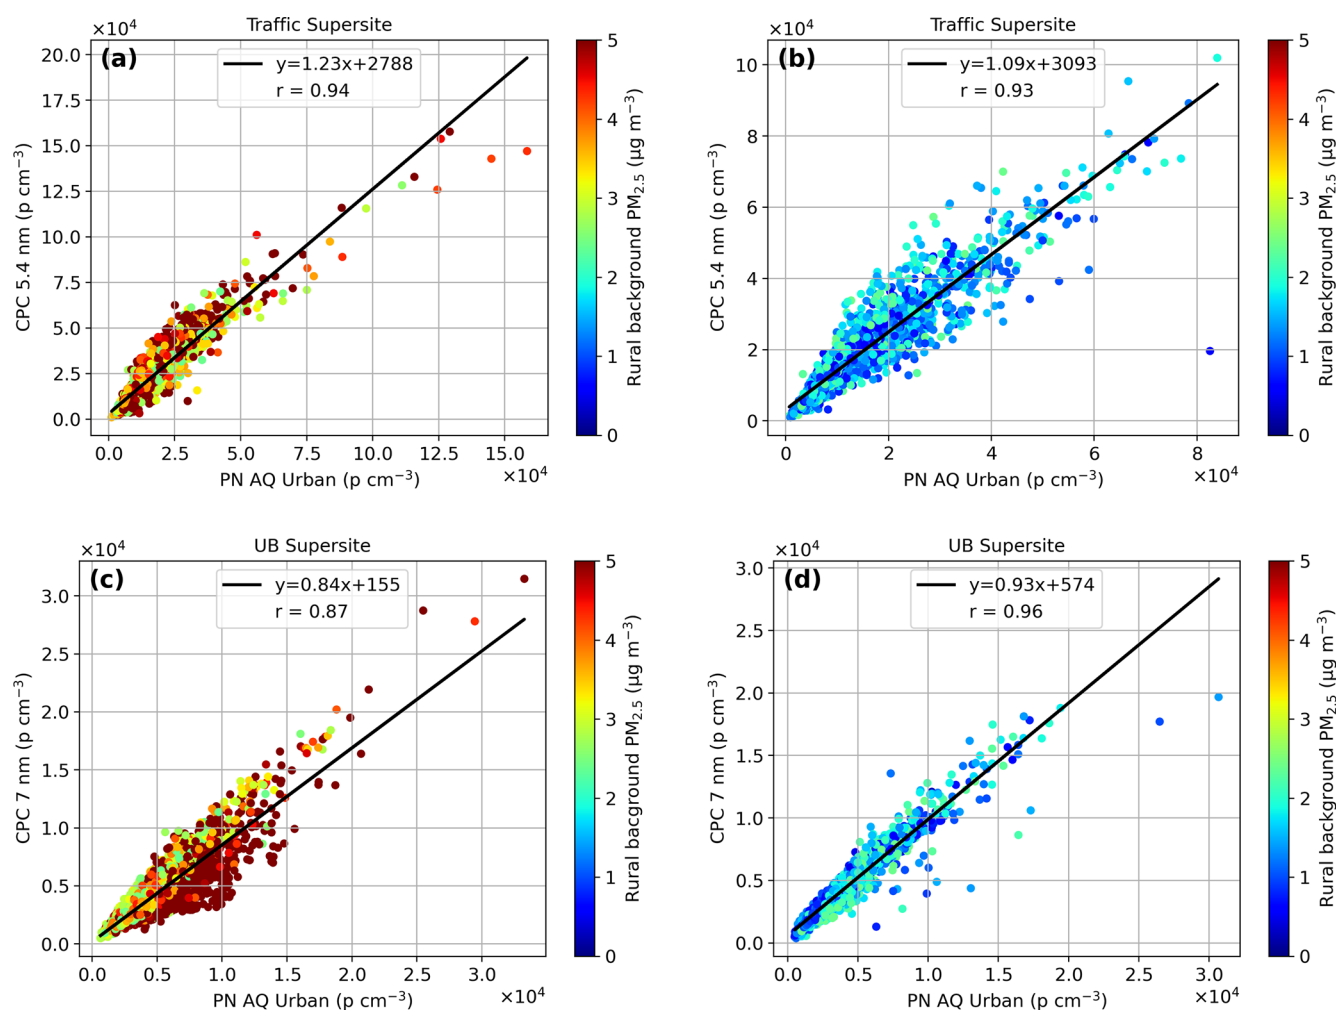 Traffic Supersite
×10⁴
(a)
y=1.23x+2788
r = 0.94
20.0
17.5
15.0
12.5
10.0
7.5
5.0
2.5
0.0
CPC 5.4 nm (p cm⁻³)
0.0 2.5 5.0 7.5 10.0 12.5 15.0
PN AQ Urban (p cm⁻³)
×10⁴
5
4
3
2
1
0
Rural background PM₂.₅ (µg m⁻³)
Traffic Supersite
×10⁴
(b)
y=1.09x+3093
r = 0.93
10
8
6
4
2
0
CPC 5.4 nm (p cm⁻³)
0 2 4 6 8
PN AQ Urban (p cm⁻³)
×10⁴
5
4
3
2
1
0
Rural background PM₂.₅ (µg m⁻³)
UB Supersite
×10⁴
(c)
y=0.84x+155
r = 0.87
3.0
2.5
2.0
1.5
1.0
0.5
0.0
CPC 7 nm (p cm⁻³)
0.0 0.5 1.0 1.5 2.0 2.5 3.0
PN AQ Urban (p cm⁻³)
×10⁴
5
4
3
2
1
0
Rural background PM₂.₅ (µg m⁻³)
UB Supersite
×10⁴
(d)
y=0.93x+574
r = 0.96
3.0
2.5
2.0
1.5
1.0
0.5
0.0
CPC 7 nm (p cm⁻³)
0.0 0.5 1.0 1.5 2.0 2.5 3.0
PN AQ Urban (p cm⁻³)
×10⁴
5
4
3
2
1
0
Rural background PM₂.₅ (µg m⁻³)